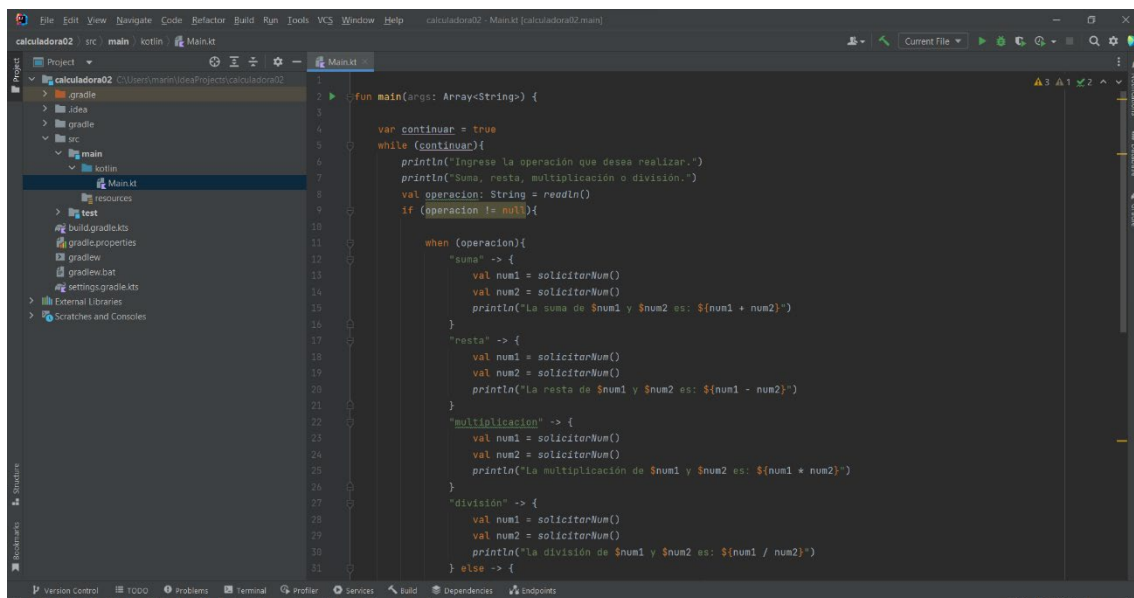 File Edit View Navigate Code Refactor Build Run Tools VCS Window Help calculadora02 - Main.kt [calculadora02.main]
calculadora02 src main kotlin Main.kt
Current File
Project
Main.kt
calculadora02 C:\Users\marin\IdeaProjects\calculadora02
.gradle
.idea
gradle
src
main
kotlin
Main.kt
resources
test
build.gradle.kts
gradle.properties
gradlew
gradlew.bat
settings.gradle.kts
External Libraries
Scratches and Consoles
Project
Structure
Bookmarks
3 1 2
1
2 fun main(args: Array<String>) {
3
4 var continuar = true
5 while (continuar){
6 println("Ingrese la operación que desea realizar.")
7 println("Suma, resta, multiplicación o división.")
8 val operacion: String = readln()
9 if (operacion != null){
10
11 when (operacion){
12 "suma" -> {
13 val num1 = solicitarNum()
14 val num2 = solicitarNum()
15 println("La suma de $num1 y $num2 es: ${num1 + num2}")
16 }
17 "resta" -> {
18 val num1 = solicitarNum()
19 val num2 = solicitarNum()
20 println("La resta de $num1 y $num2 es: ${num1 - num2}")
21 }
22 "multiplicacion" -> {
23 val num1 = solicitarNum()
24 val num2 = solicitarNum()
25 println("La multiplicación de $num1 y $num2 es: ${num1 * num2}")
26 }
27 "división" -> {
28 val num1 = solicitarNum()
29 val num2 = solicitarNum()
30 println("la división de $num1 y $num2 es: ${num1 / num2}")
31 } else -> {
Version Control TODO Problems Terminal Profiler Services Build Dependencies Endpoints